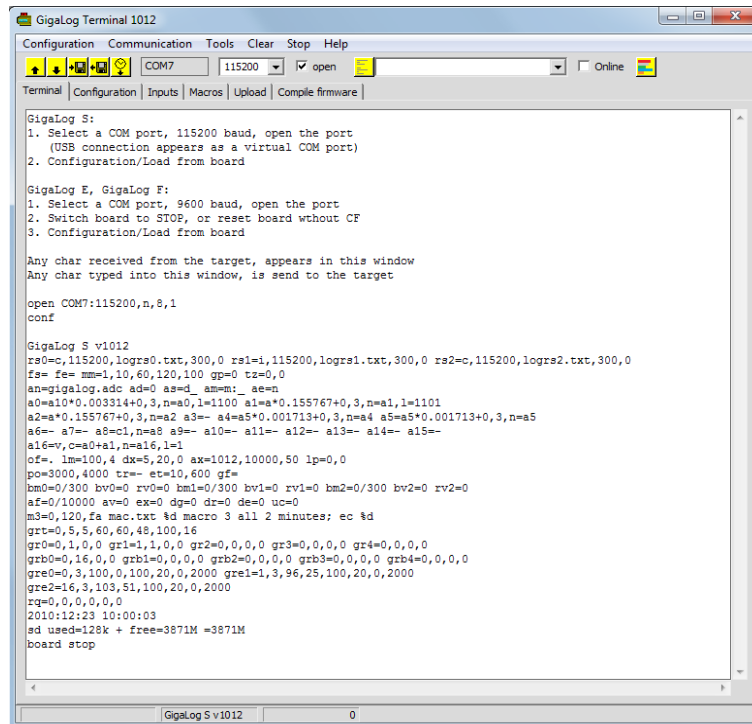 GigaLog Terminal 1012
Configuration Communication Tools Clear Stop Help
COM7 115200 open Online
Terminal Configuration Inputs Macros Upload Compile firmware
GigaLog S:
1. Select a COM port, 115200 baud, open the port
(USB connection appears as a virtual COM port)
2. Configuration/Load from board
GigaLog E, GigaLog F:
1. Select a COM port, 9600 baud, open the port
2. Switch board to STOP, or reset board wthout CF
3. Configuration/Load from board
Any char received from the target, appears in this window
Any char typed into this window, is send to the target
open COM7:115200,n,8,1
conf
GigaLog S v1012
rs0=c,115200,logrs0.txt,300,0 rs1=i,115200,logrs1.txt,300,0 rs2=c,115200,logrs2.txt,300,0
fs= fe= mm=1,10,60,120,100 gp=0 tz=0,0
an=gigalog.adc ad=0 as=d_ am=m:_ ae=n
a0=a10*0.003314+0,3,n=a0,l=1100 a1=a*0.155767+0,3,n=a1,l=1101
a2=a*0.155767+0,3,n=a2 a3=- a4=a5*0.001713+0,3,n=a4 a5=a5*0.001713+0,3,n=a5
a6=- a7=- a8=c1,n=a8 a9=- a10=- a11=- a12=- a13=- a14=- a15=-
a16=v,c=a0+a1,n=a16,l=1
of=. lm=100,4 dx=5,20,0 ax=1012,10000,50 lp=0,0
po=3000,4000 tr=- et=10,600 gf=
bm0=0/300 bv0=0 rv0=0 bm1=0/300 bv1=0 rv1=0 bm2=0/300 bv2=0 rv2=0
af=0/10000 av=0 ex=0 dg=0 dr=0 de=0 uc=0
m3=0,120,fa mac.txt %d macro 3 all 2 minutes; ec %d
grt=0,5,5,60,60,48,100,16
gr0=0,1,0,0 gr1=1,1,0,0 gr2=0,0,0,0 gr3=0,0,0,0 gr4=0,0,0,0
grb0=0,16,0,0 grb1=0,0,0,0 grb2=0,0,0,0 grb3=0,0,0,0 grb4=0,0,0,0
gre0=0,3,100,0,100,20,0,2000 gre1=1,3,96,25,100,20,0,2000
gre2=16,3,103,51,100,20,0,2000
rq=0,0,0,0,0,0
2010:12:23 10:00:03
sd used=128k + free=3871M =3871M
board stop
GigaLog S v1012 0